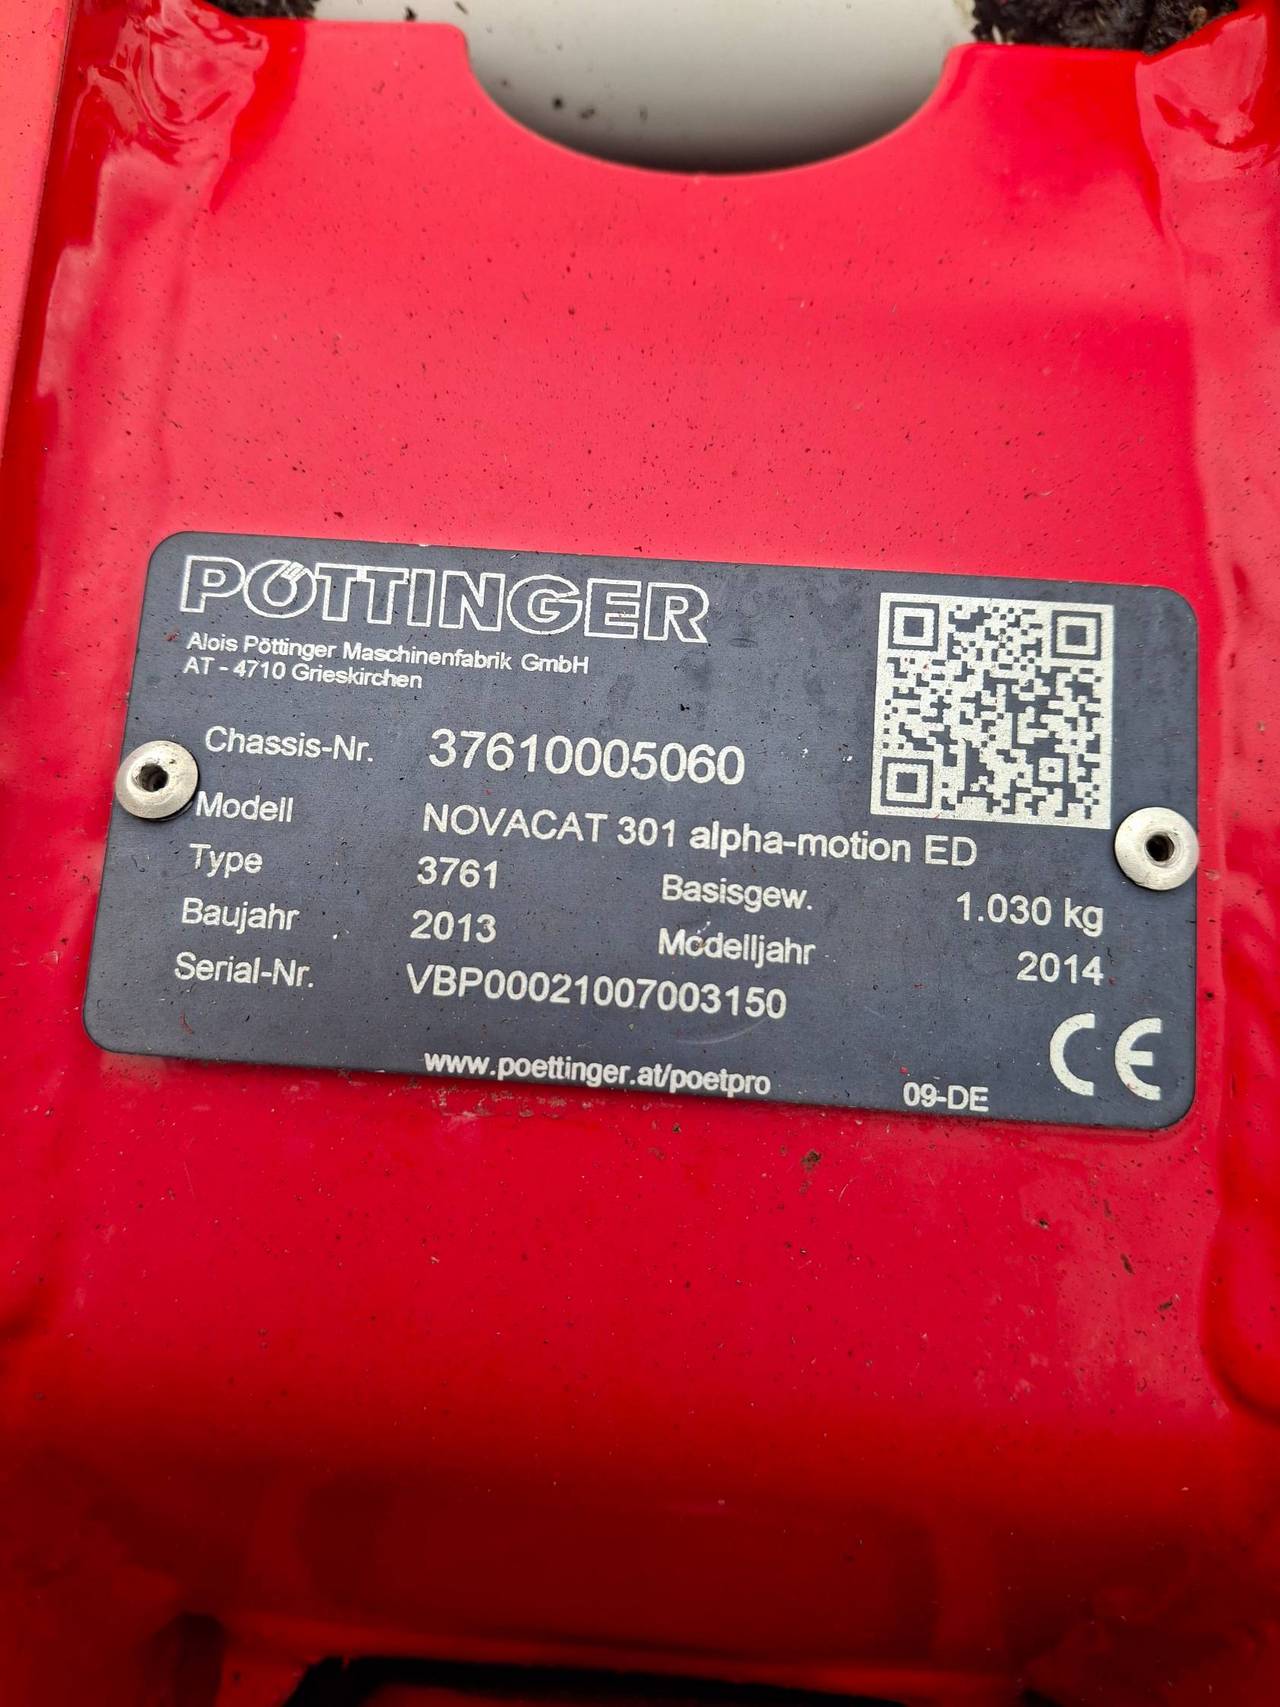 PÖTTINGER
Alois Pöttinger Maschinenfabrik GmbH
AT - 4710 Grieskirchen
Chassis-Nr. 37610005060
Modell NOVACAT 301 alpha-motion ED
Type 3761 Basisgew. 1.030 kg
Baujahr 2013 Modelljahr 2014
Serial-Nr. VBP00021007003150
www.poettinger.at/poetpro 09-DE CE